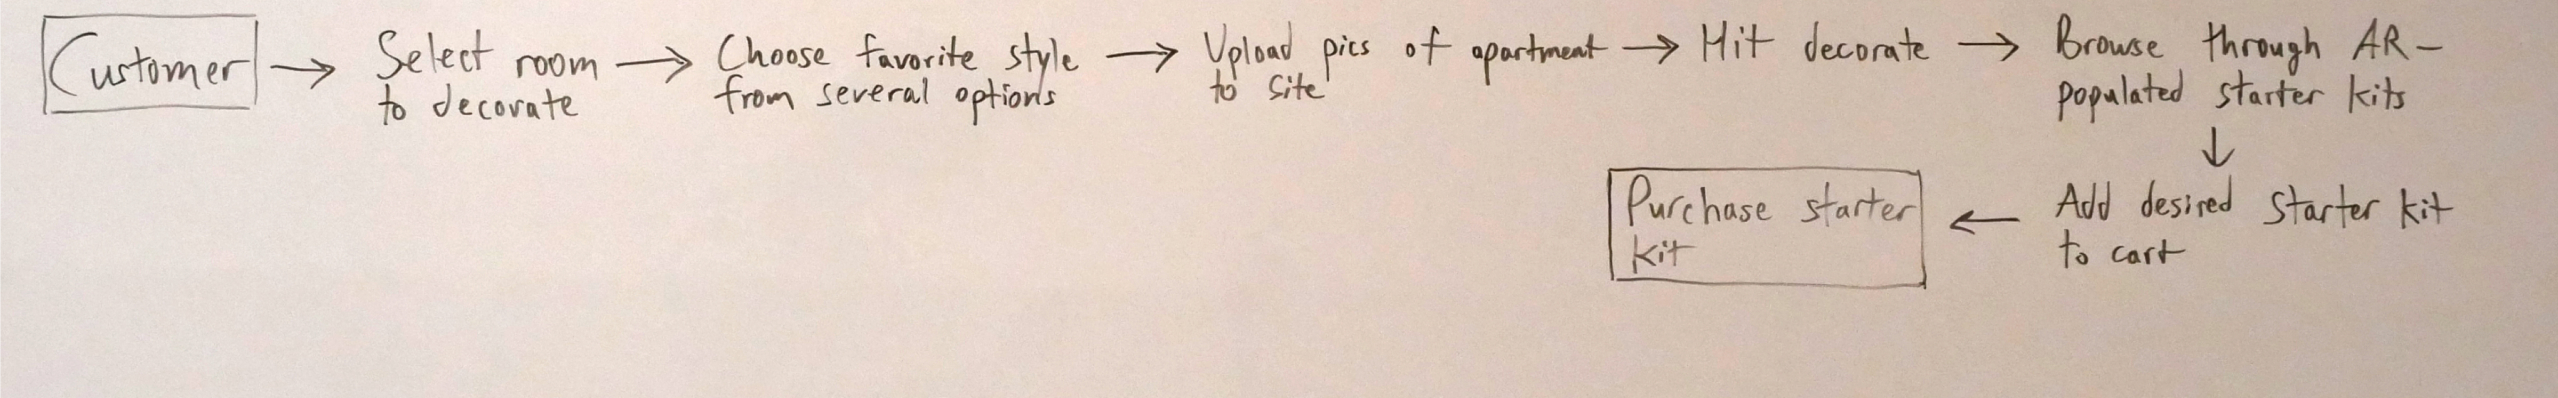 Customer → Select room → Choose favorite style → Upload pics of apartment → Hit decorate → Browse through AR-
to decorate
from several options
to site
populated starter kits
↓
Purchase starter ← Add desired starter kit
kit
to cart